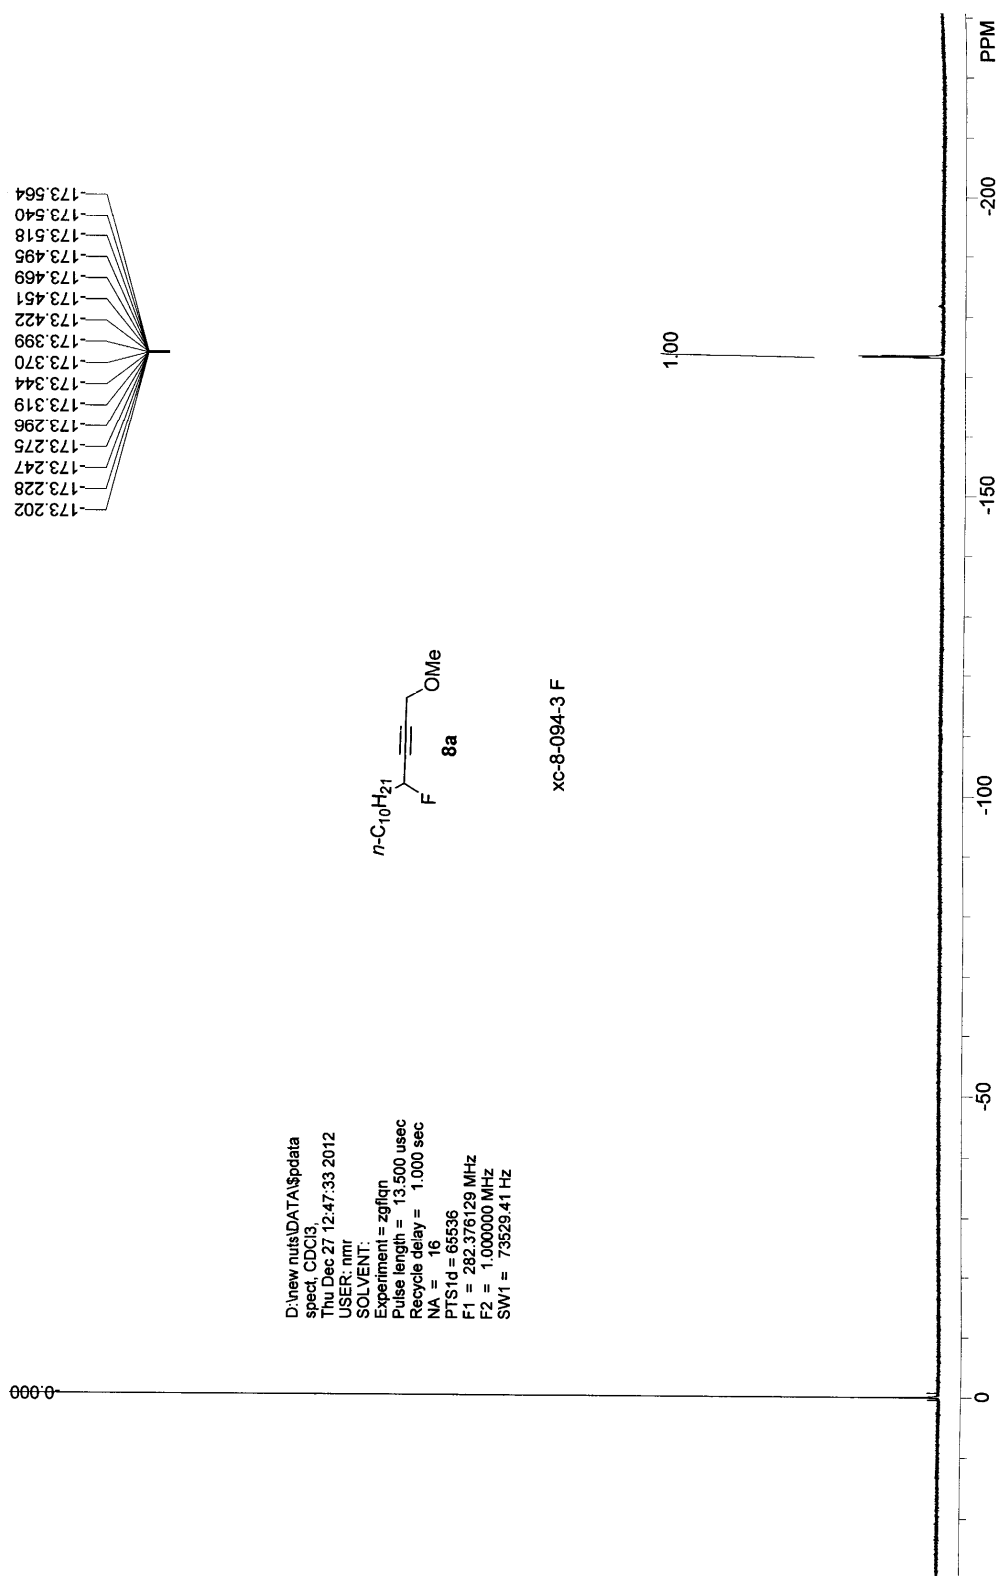 -173.564
-173.540
-173.518
-173.495
-173.469
-173.451
-173.422
-173.399
-173.370
-173.344
-173.319
-173.296
-173.275
-173.247
-173.228
-173.202
-0.000
D:\new nuts\DATA\$pdata
spect, CDCl3,
Thu Dec 27 12:47:33 2012
USER: nmr
SOLVENT:
Experiment = zgflqn
Pulse length = 13.500 usec
Recycle delay = 1.000 sec
NA = 16
PTS1d = 65536
F1 = 282.376129 MHz
F2 = 1.000000 MHz
SW1 = 73529.41 Hz
n-C10H21
F
OMe
8a
xc-8-094-3 F
1.00
0
-50
-100
-150
-200
PPM